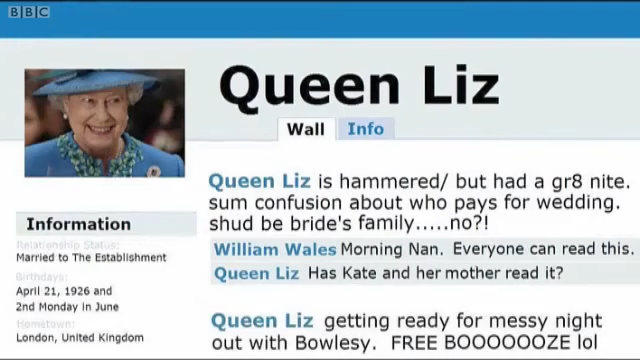 BBC
Queen Liz
Wall Info
Queen Liz is hammered/ but had a gr8 nite.
sum confusion about who pays for wedding.
shud be bride's family.....no?!
William Wales Morning Nan. Everyone can read this.
Queen Liz Has Kate and her mother read it?
Queen Liz getting ready for messy night
out with Bowlesy. FREE BOOOOOOZE lol
Information
Relationship Status:
Married to The Establishment
Birthdays:
April 21, 1926 and
2nd Monday in June
Hometown:
London, United Kingdom